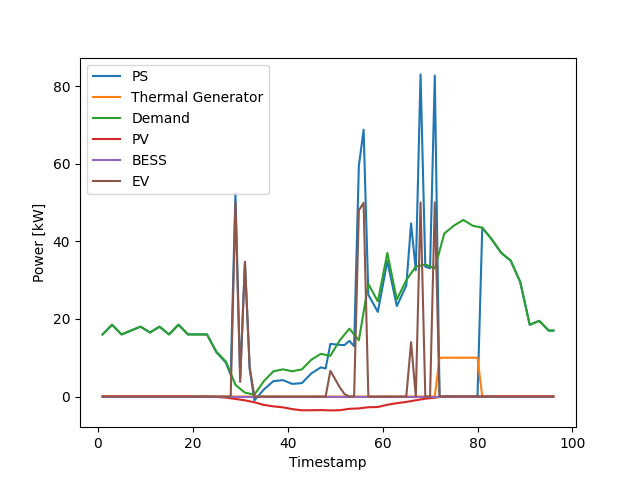 PS
Thermal Generator
Demand
PV
BESS
EV
Power [kW]
80
60
40
20
0
0 20 40 60 80 100
Timestamp